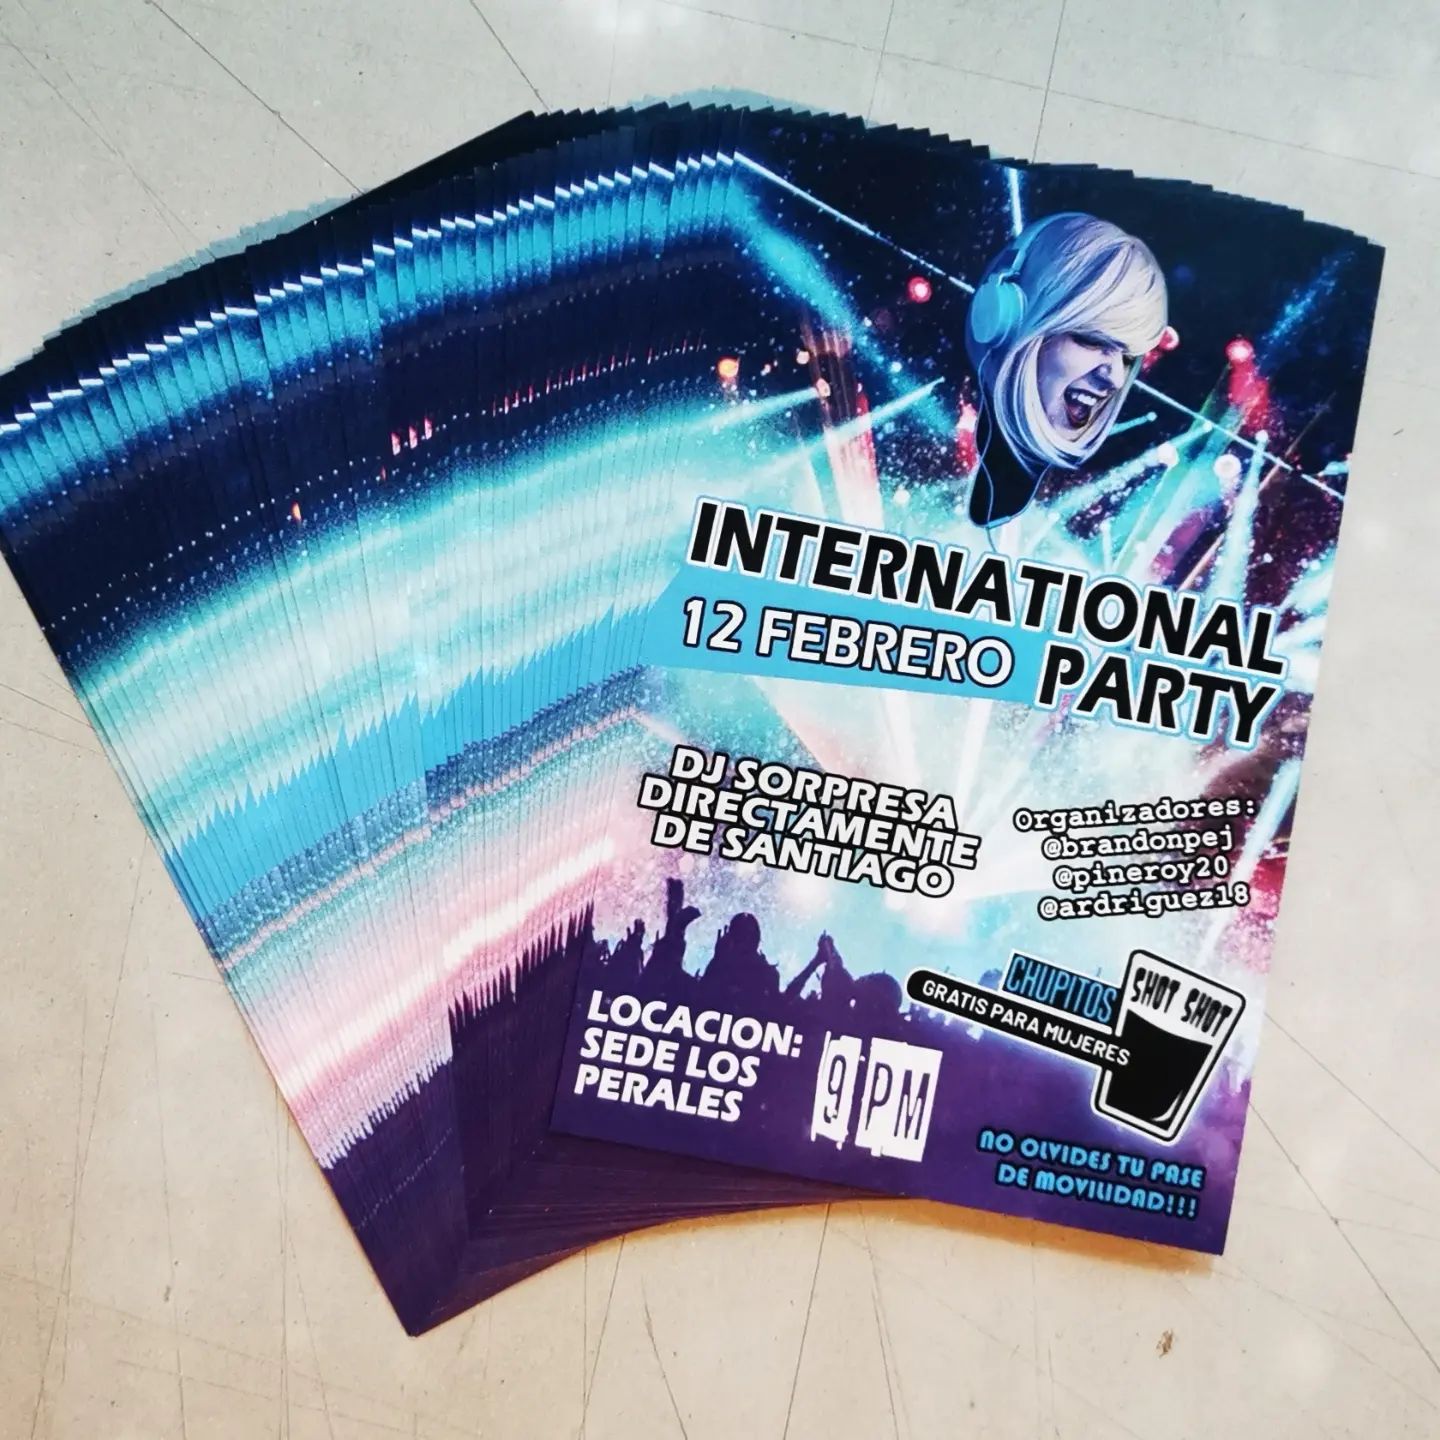 INTERNATIONAL
12 FEBRERO PARTY
DJ SORPRESA
DIRECTAMENTE
DE SANTIAGO
Organizadores:
@brandonpej
@pineroy20
@ardriguez18
CHUPITOS
GRATIS PARA MUJERES
SHOT SHOT
LOCACION:
SEDE LOS
PERALES
9PM
NO OLVIDES TU PASE
DE MOVILIDAD!!!